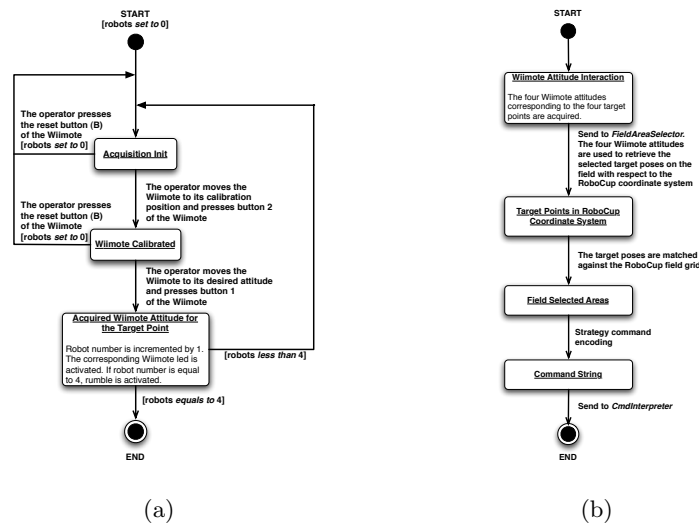 START
[robots set to 0]
The operator presses
the reset button (B)
of the Wiimote
[robots set to 0]
Acquisition Init
The operator moves the
Wiimote to its calibration
position and presses button 2
of the Wiimote
The operator presses
the reset button (B)
of the Wiimote
[robots set to 0]
Wiimote Calibrated
The operator moves the
Wiimote to its desired attitude
and presses button 1
of the Wiimote
Acquired Wiimote Attitude for
the Target Point
Robot number is incremented by 1.
The corresponding Wiimote led is
activated. If robot number is equal
to 4, rumble is activated.
[robots less than 4]
[robots equals to 4]
END
(a)
START
Wiimote Attitude Interaction
The four Wiimote attitudes
corresponding to the four target
points are acquired.
Send to FieldAreaSelector.
The four Wiimote attitudes
are used to retrieve the
selected target poses on the
field with respect to the
RoboCup coordinate system
Target Points in RoboCup
Coordinate System
The target poses are matched
against the RoboCup field grid
Field Selected Areas
Strategy command
encoding
Command String
Send to CmdInterpreter
END
(b)